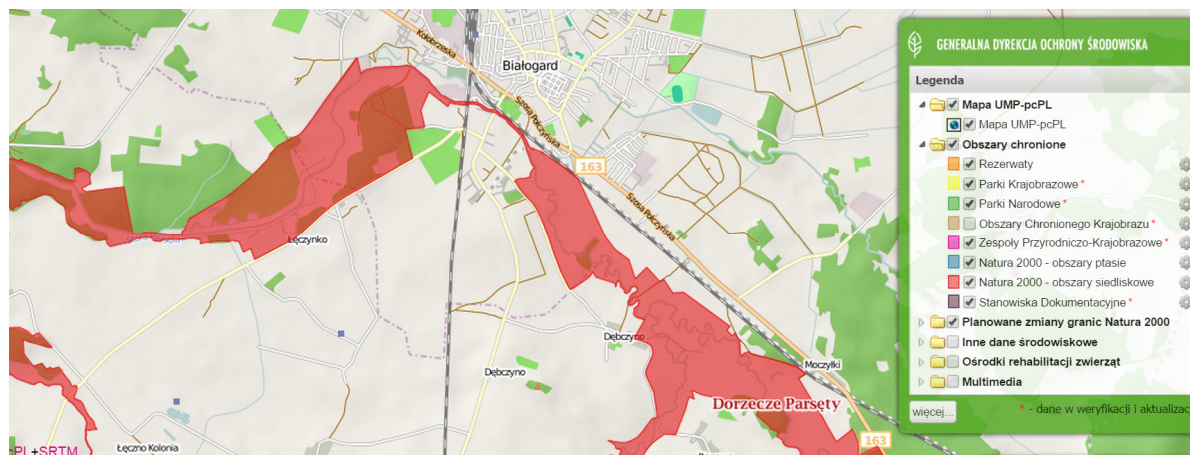 Kołobrzeska
Białogard
Szosa Połczyńska
163
Szosa Połczyńska
Łęczynko
Dębczyno
Dębczyno
Moczyłki
Dorzecze Parsęty
163
Łęczno Kolonia
PL+SRTM
GENERALNA DYREKCJA OCHRONY ŚRODOWISKA
Legenda
Mapa UMP-pcPL
Mapa UMP-pcPL
Obszary chronione
Rezerwaty
Parki Krajobrazowe *
Parki Narodowe *
Obszary Chronionego Krajobrazu *
Zespoły Przyrodniczo-Krajobrazowe *
Natura 2000 - obszary ptasie
Natura 2000 - obszary siedliskowe
Stanowiska Dokumentacyjne *
Planowane zmiany granic Natura 2000
Inne dane środowiskowe
Ośrodki rehabilitacji zwierząt
Multimedia
więcej...
* - dane w weryfikacji i aktualizac